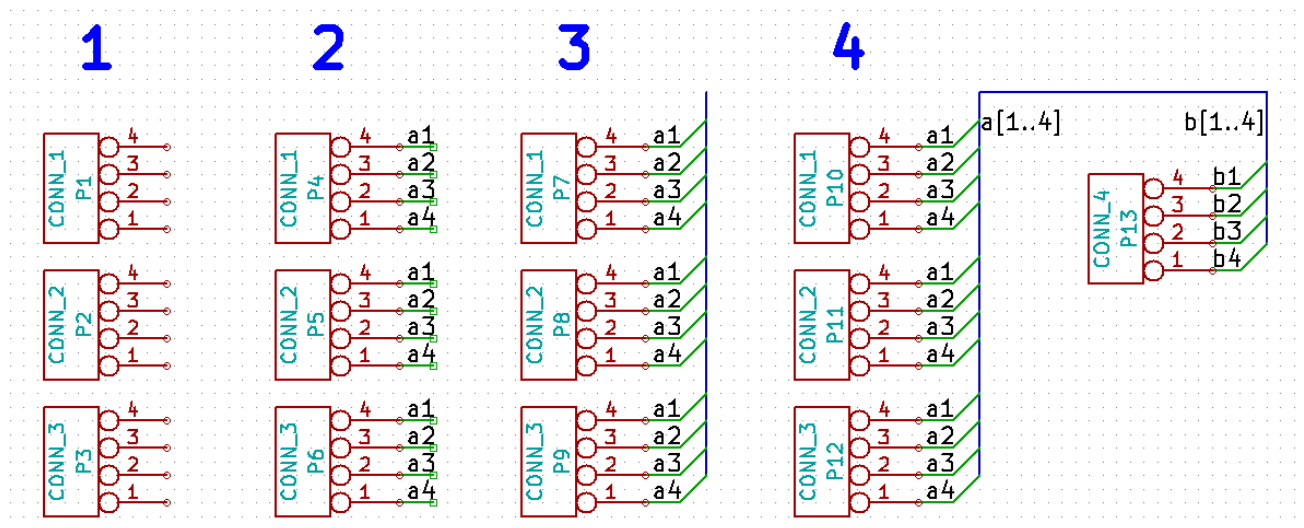 1 2 3 4
CONN_1 P1 4 3 2 1
CONN_1 P4 4 a1 3 a2 2 a3 1 a4
CONN_1 P7 4 a1 3 a2 2 a3 1 a4
CONN_1 P10 4 a1 3 a2 2 a3 1 a4
a[1..4] b[1..4]
CONN_4 P13 4 b1 3 b2 2 b3 1 b4
CONN_2 P2 4 3 2 1
CONN_2 P5 4 a1 3 a2 2 a3 1 a4
CONN_2 P8 4 a1 3 a2 2 a3 1 a4
CONN_2 P11 4 a1 3 a2 2 a3 1 a4
CONN_3 P3 4 3 2 1
CONN_3 P6 4 a1 3 a2 2 a3 1 a4
CONN_3 P9 4 a1 3 a2 2 a3 1 a4
CONN_3 P12 4 a1 3 a2 2 a3 1 a4